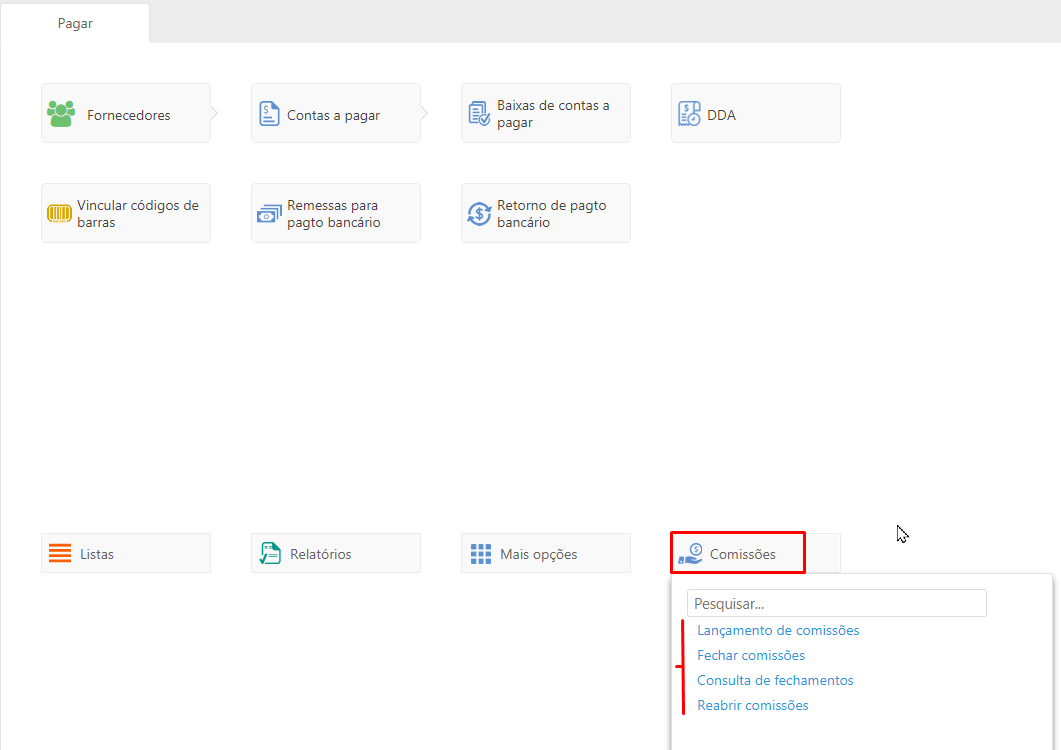 Pagar
Fornecedores
Contas a pagar
Baixas de contas a
pagar
DDA
Vincular códigos de
barras
Remessas para
pagto bancário
Retorno de pagto
bancário
Listas
Relatórios
Mais opções
Comissões
Pesquisar...
Lançamento de comissões
Fechar comissões
Consulta de fechamentos
Reabrir comissões